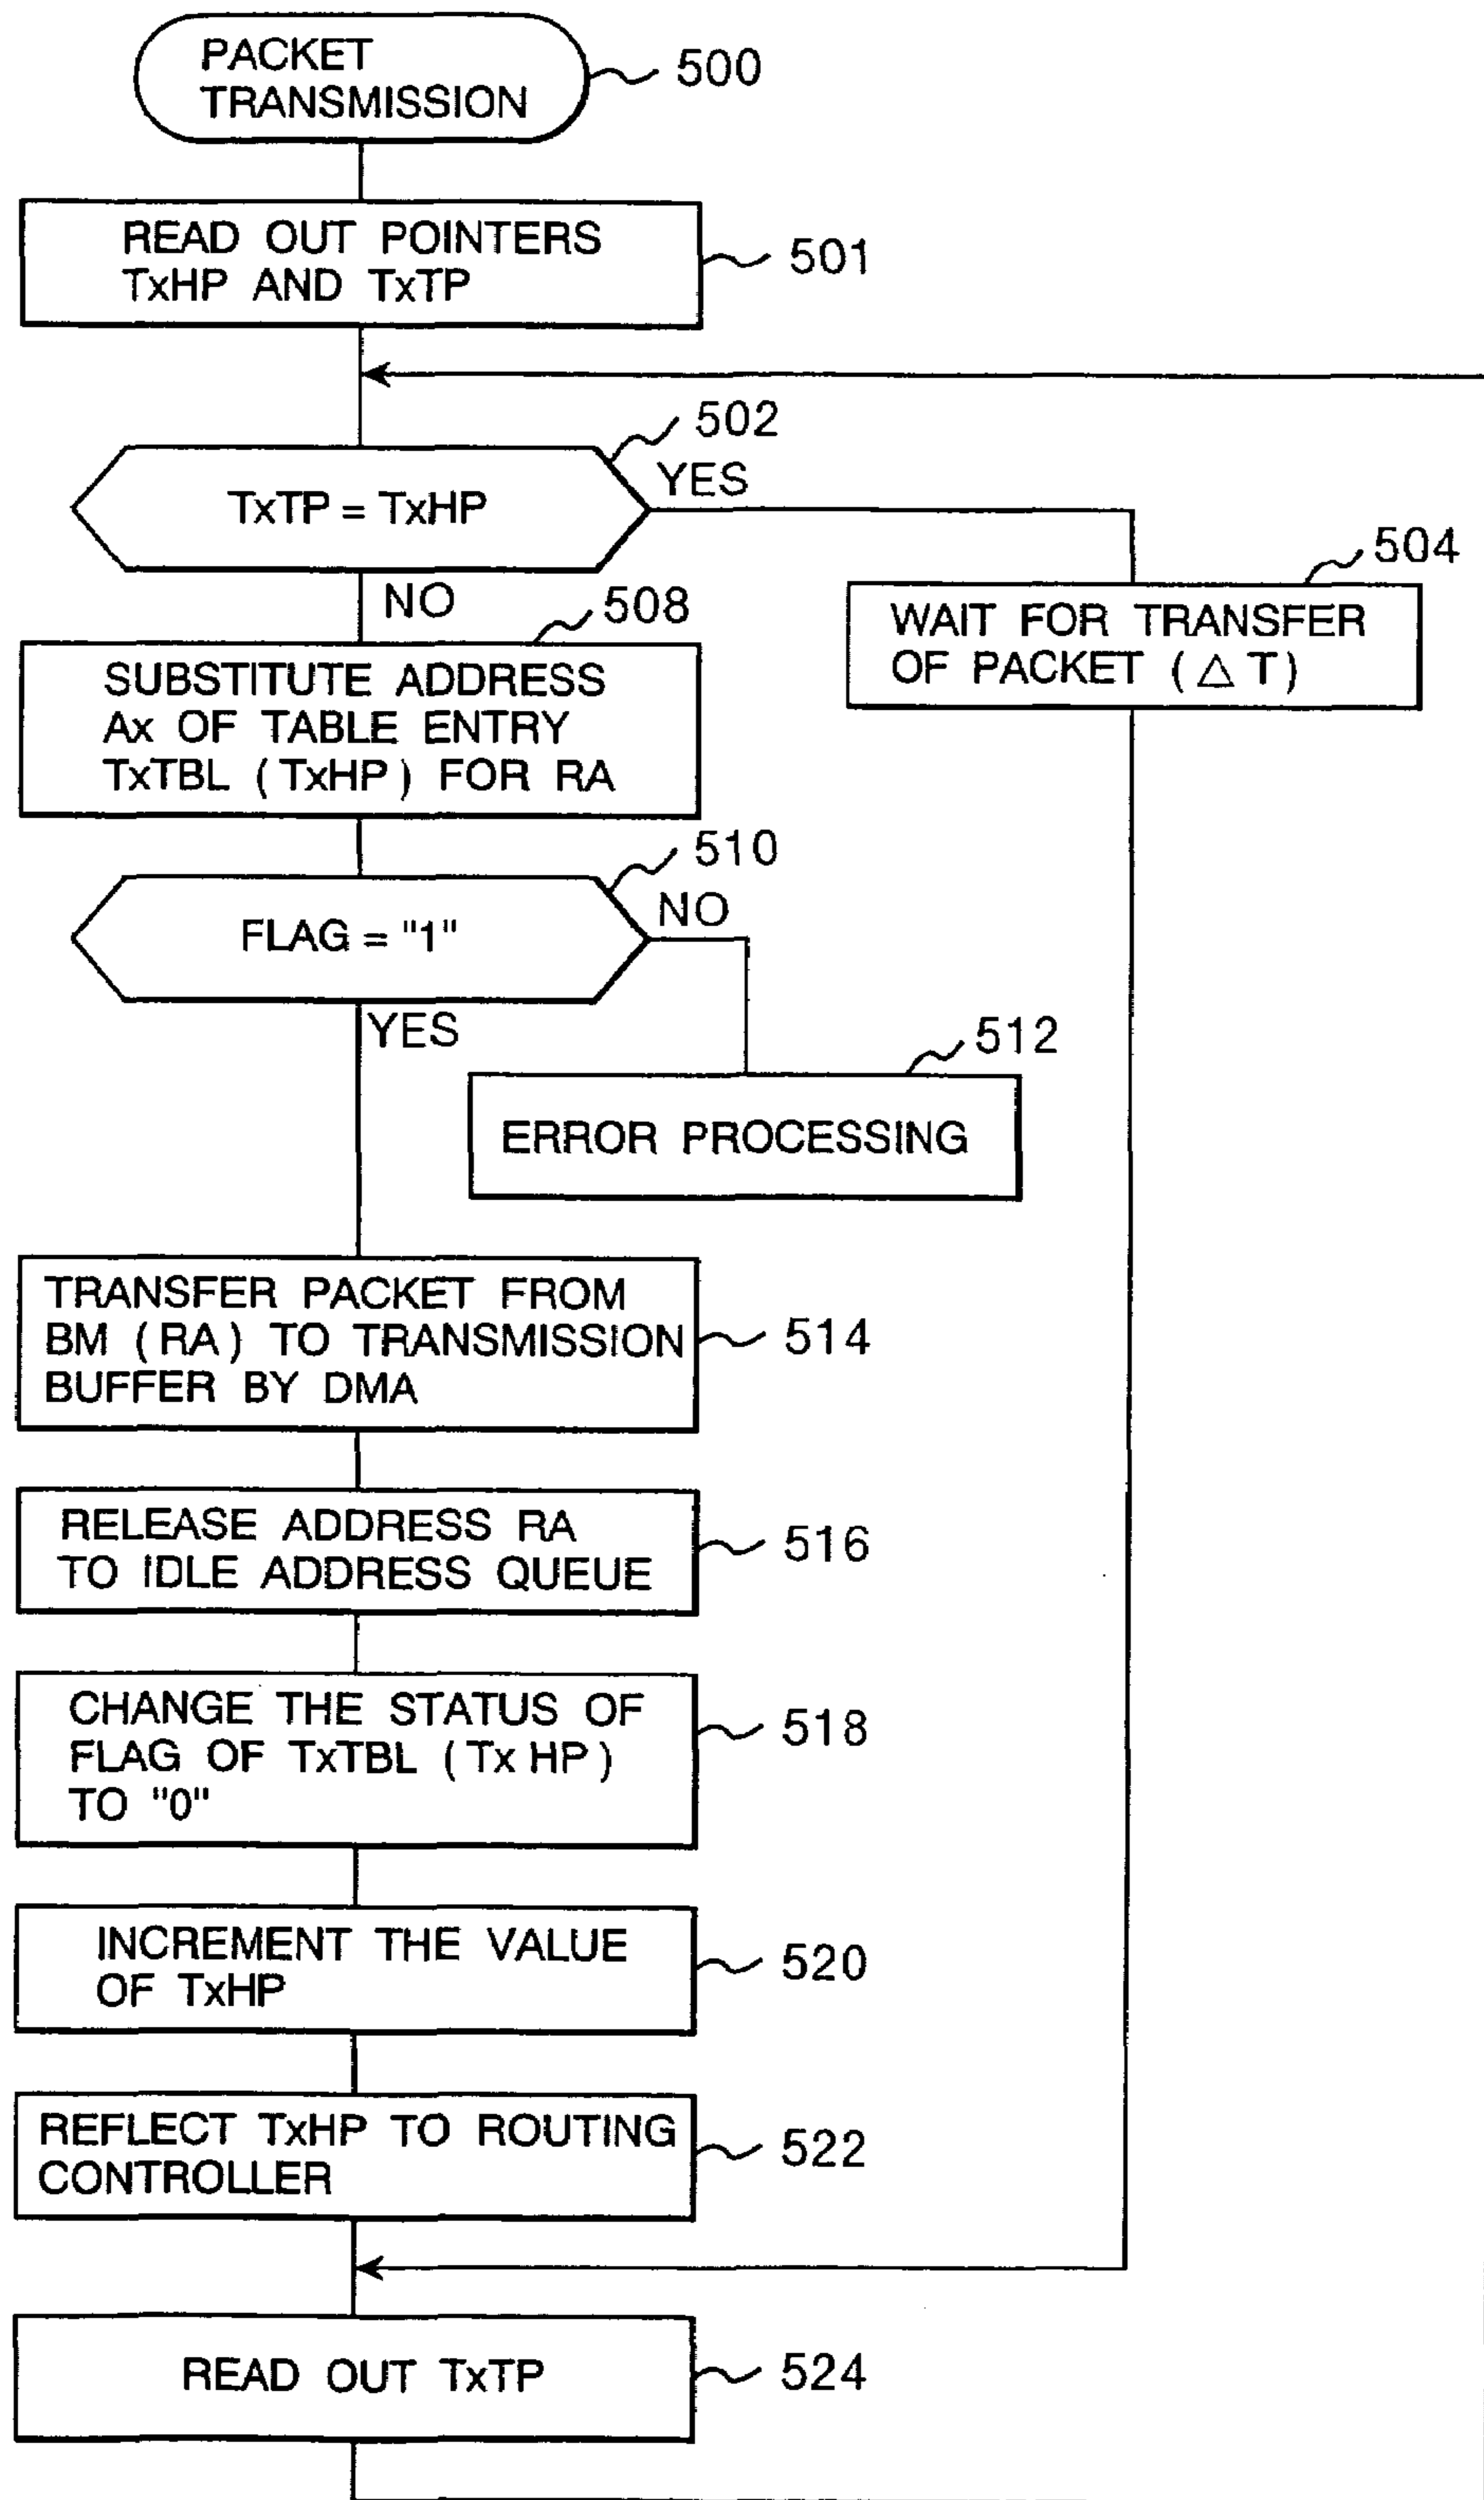 PACKET
TRANSMISSION
500
READ OUT POINTERS
TxHP AND TxTP
501
502
TxTP = TxHP
YES
NO
504
WAIT FOR TRANSFER
OF PACKET ( △ T )
508
SUBSTITUTE ADDRESS
Ax OF TABLE ENTRY
TxTBL ( TxHP ) FOR RA
510
FLAG = "1"
NO
YES
512
ERROR PROCESSING
TRANSFER PACKET FROM
BM ( RA ) TO TRANSMISSION
BUFFER BY DMA
514
RELEASE ADDRESS RA
TO IDLE ADDRESS QUEUE
516
CHANGE THE STATUS OF
FLAG OF TxTBL ( Tx HP )
TO "0"
518
INCREMENT THE VALUE
OF TxHP
520
REFLECT TxHP TO ROUTING
CONTROLLER
522
READ OUT TxTP
524